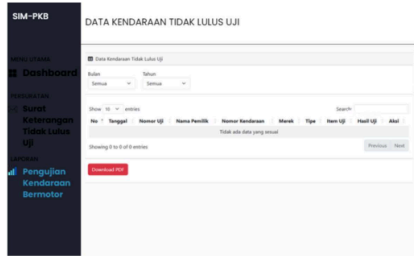 SIM-PKB
DATA KENDARAAN TIDAK LULUS UJI
MENU UTAMA
Dashboard
Surat Keterangan Tidak Lulus Uji
LAPORAN
Pengujian Kendaraan Bermotor
Data Kendaraan Tidak Lulus Uji
Bulan Tahun
Semua Semua
Show 10 entries Search:
No Tanggal Nomor Uji Nama Pemilik Nomor Kendaraan Merek Tipe Item Uji Hasil Uji Aksi
Tidak ada data yang sesuai
Showing 0 to 0 of 0 entries Previous Next
Download PDF